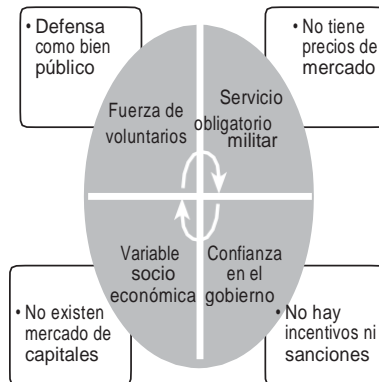 • Defensa
como bien
público
• No tiene
precios de
mercado
Fuerza de
voluntarios
Servicio
obligatorio
militar
Variable
socio
económica
Confianza
en el
gobierno
• No existen
mercado de
capitales
• No hay
incentivos ni
sanciones